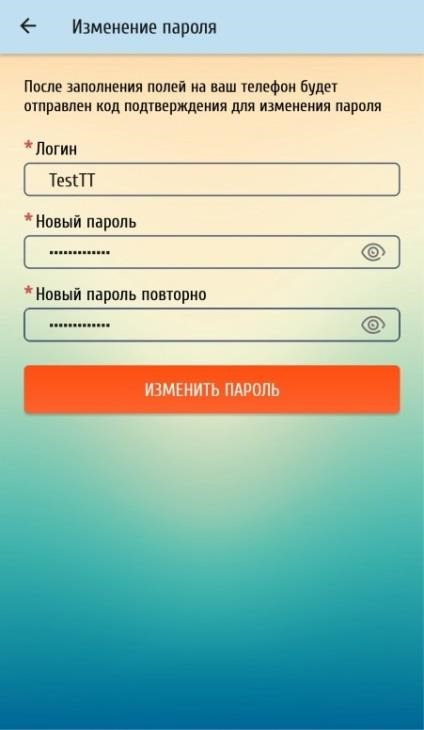 Изменение пароля
После заполнения полей на ваш телефон будет
отправлен код подтверждения для изменения пароля
*Логин
TestTT
*Новый пароль
•••••••••••••
*Новый пароль повторно
•••••••••••••
ИЗМЕНИТЬ ПАРОЛЬ